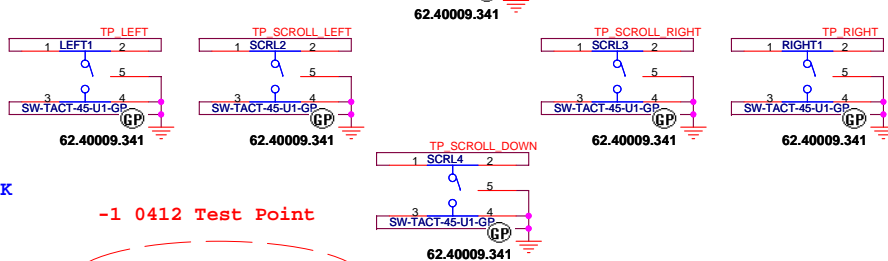 62.40009.341
TP_LEFT TP_SCROLL_LEFT TP_SCROLL_RIGHT TP_RIGHT
1 LEFT1 2 1 SCRL2 2 1 SCRL3 2 1 RIGHT1 2
5 5 5 5
3 4 3 4 3 4 3 4
SW-TACT-45-U1-GP SW-TACT-45-U1-GP SW-TACT-45-U1-GP SW-TACT-45-U1-GP
GP GP GP GP
62.40009.341 62.40009.341 62.40009.341 62.40009.341
TP_SCROLL_DOWN
1 SCRL4 2
K
5
-1 0412 Test Point
3 4
SW-TACT-45-U1-GP
GP
62.40009.341